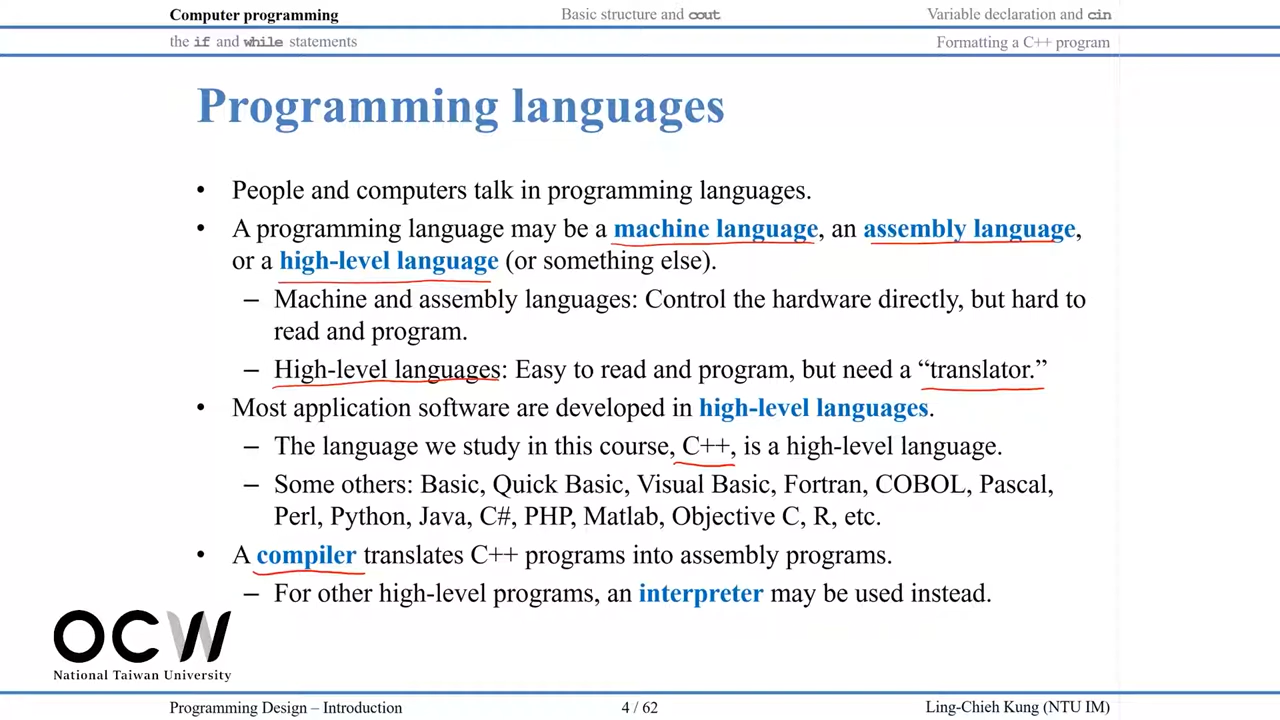 Computer programming Basic structure and cout Variable declaration and cin
the if and while statements Formatting a C++ program
Programming languages
• People and computers talk in programming languages.
• A programming language may be a machine language, an assembly language,
or a high-level language (or something else).
– Machine and assembly languages: Control the hardware directly, but hard to
read and program.
– High-level languages: Easy to read and program, but need a “translator.”
• Most application software are developed in high-level languages.
– The language we study in this course, C++, is a high-level language.
– Some others: Basic, Quick Basic, Visual Basic, Fortran, COBOL, Pascal,
Perl, Python, Java, C#, PHP, Matlab, Objective C, R, etc.
• A compiler translates C++ programs into assembly programs.
– For other high-level programs, an interpreter may be used instead.
OCW
National Taiwan University
Programming Design – Introduction 4 / 62 Ling-Chieh Kung (NTU IM)